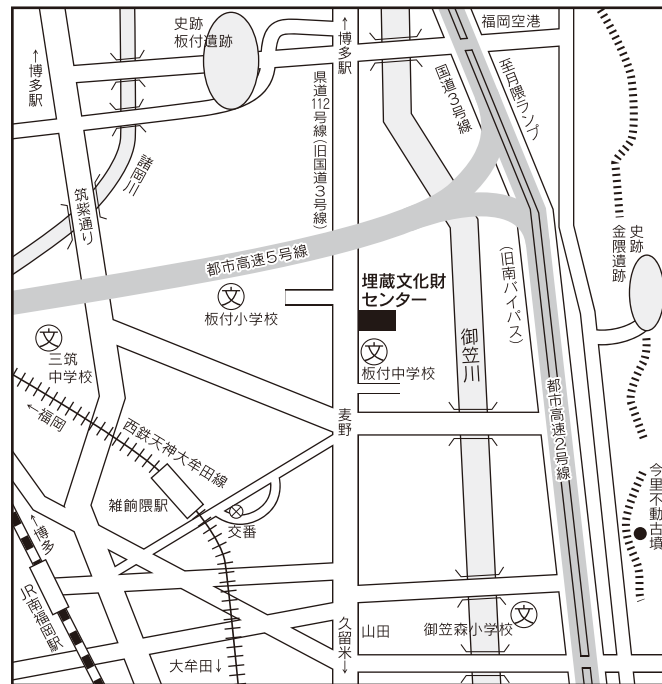 史跡
板付遺跡
↑博多駅
福岡空港
←博多駅
県道112号線(旧国道3号線)
国道3号線
至月隈ランプ
諸岡川
筑紫通り
史跡
金隈遺跡
都市高速5号線
(旧南バイパス)
文
板付小学校
埋蔵文化財
センター
文
三筑
中学校
文
板付中学校
御笠川
←福岡
西鉄天神大牟田線
麦野
都市高速2号線
雑餉隈駅
交番
今里不動古墳
←博多
JR南福岡駅
久留米→
山田
御笠森小学校
文
大牟田↓